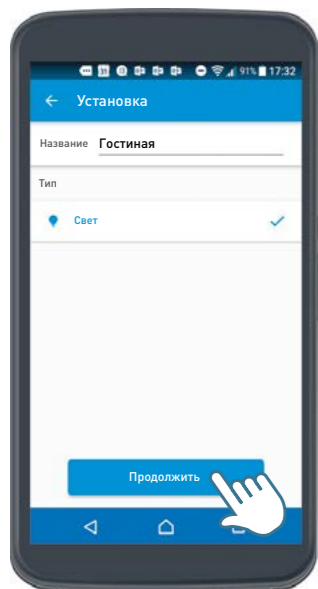 91% 17:32
Установка
Название Гостиная
Тип
Свет
Продолжить